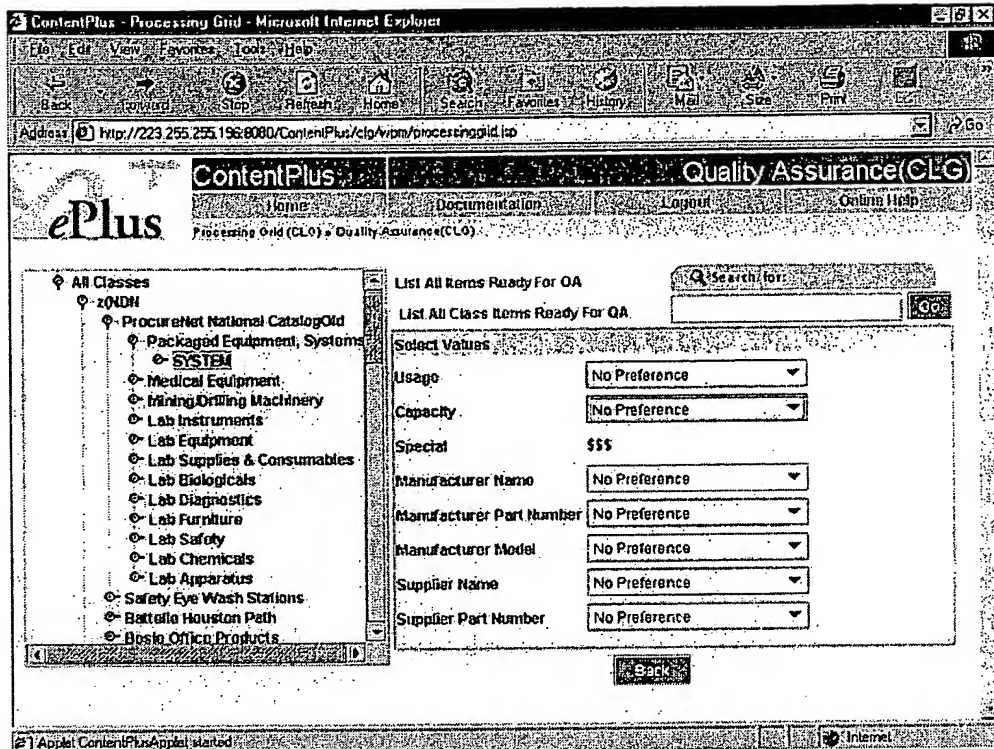 ContentPlus - Processing Grid - Microsoft Internet Explorer
File Edit View Favorites Tools Help
Back Forward Stop Refresh Home Search Favorites History Mail Size Print
Address http://223.255.255.196:8080/ContentPlus/clg/vipm/processinggrid.jsp Go
ePlus
ContentPlus Quality Assurance(CLG)
Home Documentation Logout Online Help
Processing Grid (CLG) » Quality Assurance(CLG)
All Classes
z(NDN
ProcureNet National CatalogOld
Packaged Equipment, Systems
SYSTEM
Medical Equipment
Mining/Drilling Machinery
Lab Instruments
Lab Equipment
Lab Supplies & Consumables
Lab Biologicals
Lab Diagnostics
Lab Furniture
Lab Safety
Lab Chemicals
Lab Apparatus
Safety Eye Wash Stations
Battelle Houston Path
Office Products
List All Items Ready For QA
Search for:
List All Class Items Ready For QA
Go
Select Values
Usage No Preference
Capacity No Preference
Special $$$
Manufacturer Name No Preference
Manufacturer Part Number No Preference
Manufacturer Model No Preference
Supplier Name No Preference
Supplier Part Number No Preference
Back
Applet ContentPlusApplet started
Internet